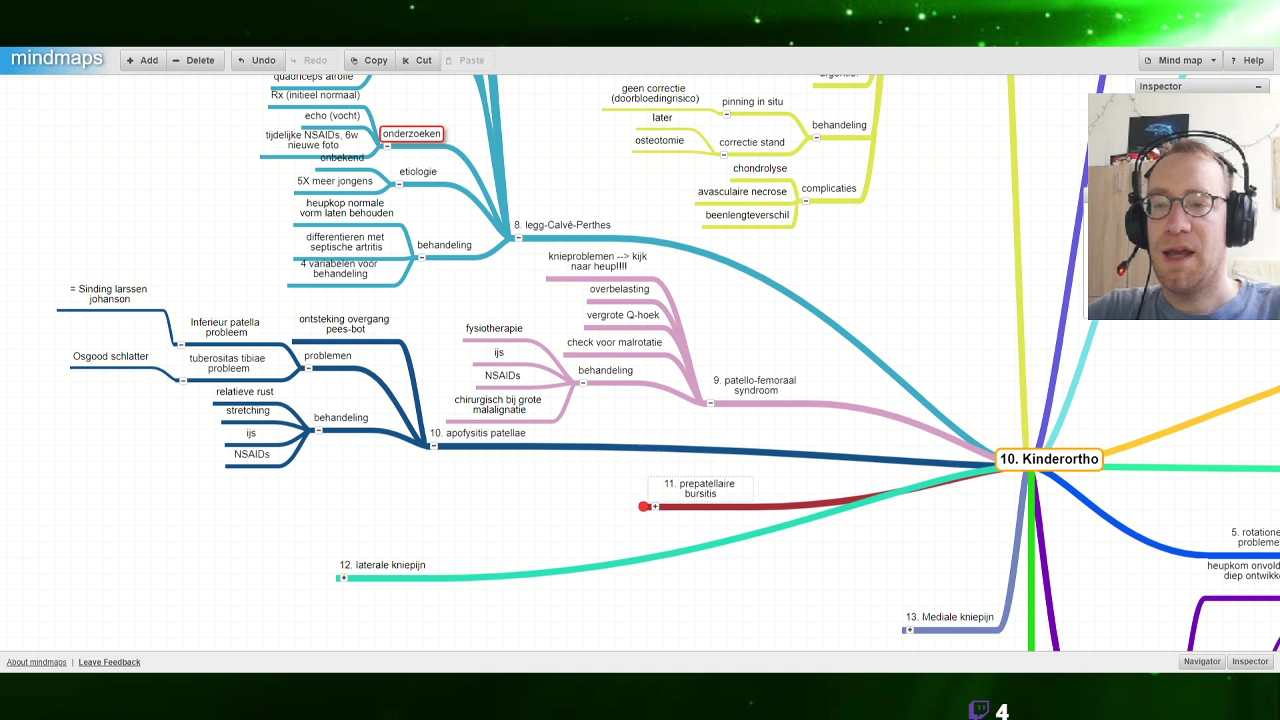 mindmaps
Add
Delete
Undo
Redo
Copy
Cut
Paste
Mind map
Help
Inspector
quadriceps atrofie
Rx (initieel normaal)
echo (vocht)
tijdelijke NSAIDs, 6w
nieuwe foto
onderzoeken
onbekend
5X meer jongens
etiologie
heupkop normale
vorm laten behouden
differentieren met
septische artritis
4 variabelen voor
behandeling
behandeling
8. legg-Calvé-Perthes
geen correctie
(doorbloedingrisico)
pinning in situ
later
osteotomie
correctie stand
behandeling
chondrolyse
avasculaire necrose
beenlengteverschil
complicaties
knieproblemen --> kijk
naar heup!!!!
overbelasting
vergrote Q-hoek
check voor malrotatie
fysiotherapie
ijs
NSAIDs
chirurgisch bij grote
malalignatie
behandeling
9. patello-femoraal
syndroom
= Sinding larssen
johanson
Inferieur patella
probleem
Osgood schlatter
tuberositas tibiae
probleem
ontsteking overgang
pees-bot
problemen
relatieve rust
stretching
ijs
NSAIDs
behandeling
10. apofysitis patellae
10. Kinderortho
11. prepatellaire
bursitis
12. laterale kniepijn
13. Mediale kniepijn
5. rotatione
probleme
heupkom onvold
diep ontwikke
About mindmaps | Leave Feedback
Navigator
Inspector
4